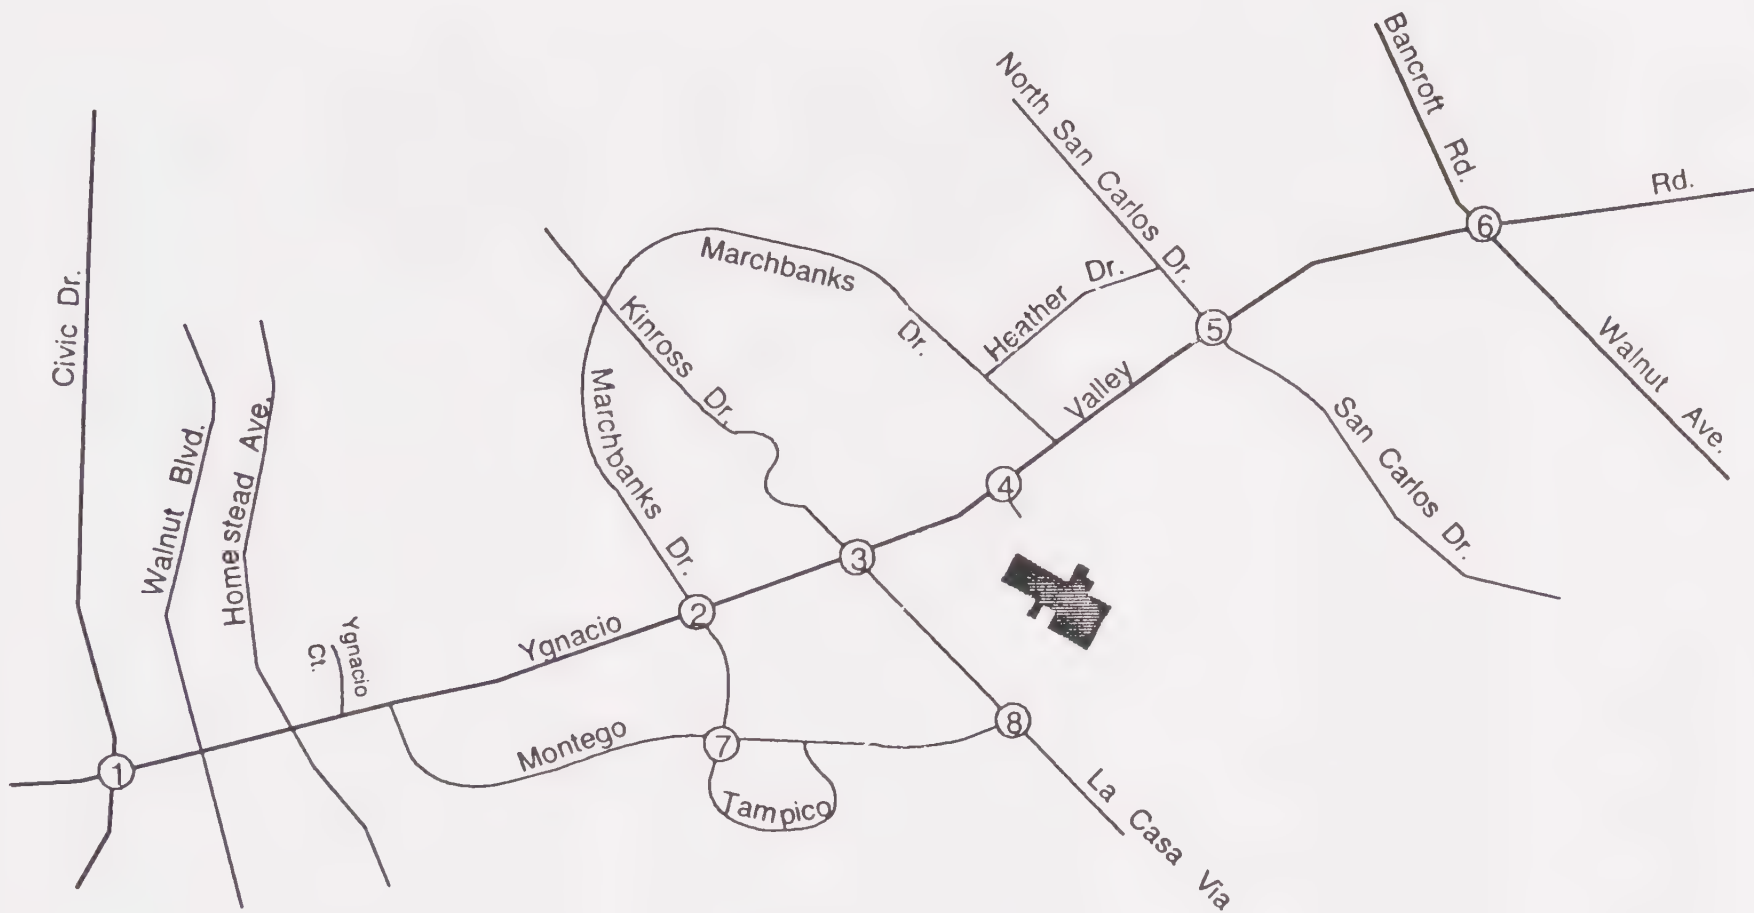 Bancroft Rd.
North San Carlos Dr.
Rd.
6
Marchbanks Dr.
Heather Dr.
Civic Dr.
Kinross Dr.
5
Valley
Walnut Ave.
Marchbanks Dr.
San Carlos Dr.
Walnut Blvd.
Homestead Ave.
4
3
2
Ygnacio
Ygnacio
Ct.
8
7
Montego
1
Tampico
La Casa Via